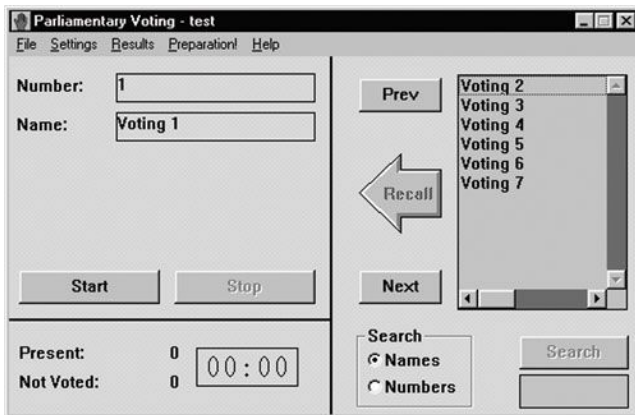 Parliamentary Voting - test
File Settings Results Preparation! Help
Number: 1
Name: Voting 1
Start Stop
Present: 0
Not Voted: 0
00:00
Prev
Recall
Next
Voting 2
Voting 3
Voting 4
Voting 5
Voting 6
Voting 7
Search
Names
Numbers
Search